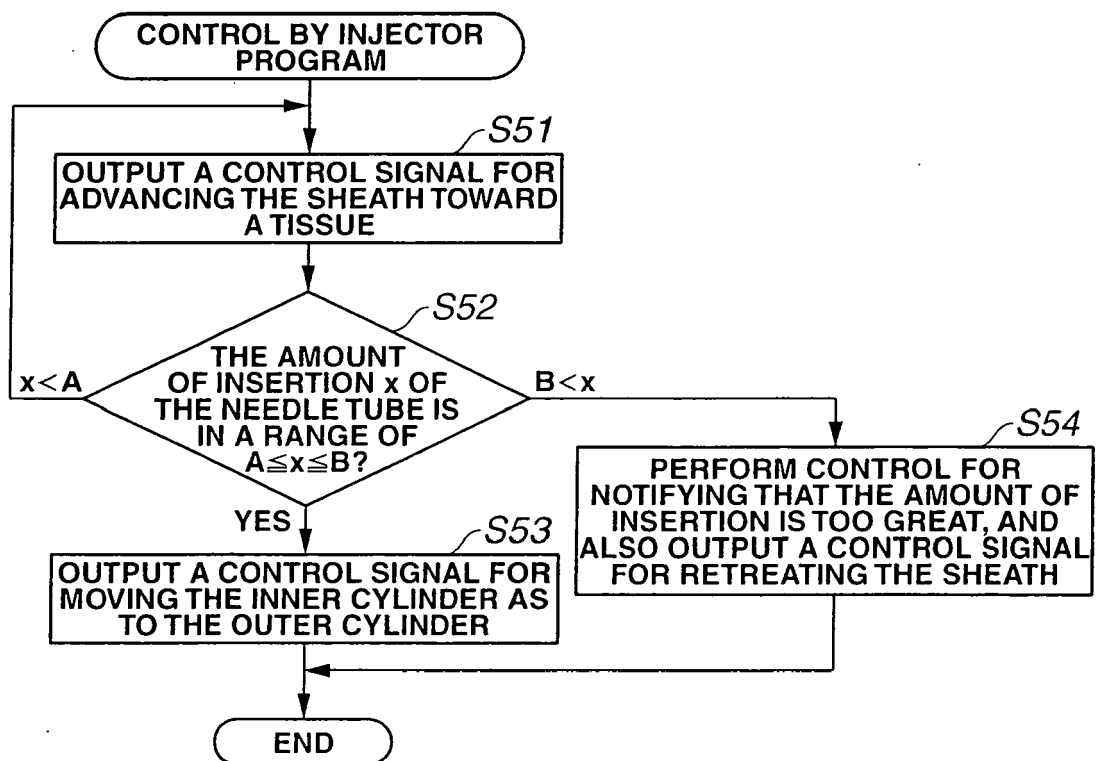 CONTROL BY INJECTOR
PROGRAM
S51
OUTPUT A CONTROL SIGNAL FOR
ADVANCING THE SHEATH TOWARD
A TISSUE
S52
THE AMOUNT
OF INSERTION x OF
THE NEEDLE TUBE IS
IN A RANGE OF
A≦x≦B?
x<A
B<x
YES
S53
OUTPUT A CONTROL SIGNAL FOR
MOVING THE INNER CYLINDER AS
TO THE OUTER CYLINDER
S54
PERFORM CONTROL FOR
NOTIFYING THAT THE AMOUNT OF
INSERTION IS TOO GREAT, AND
ALSO OUTPUT A CONTROL SIGNAL
FOR RETREATING THE SHEATH
END